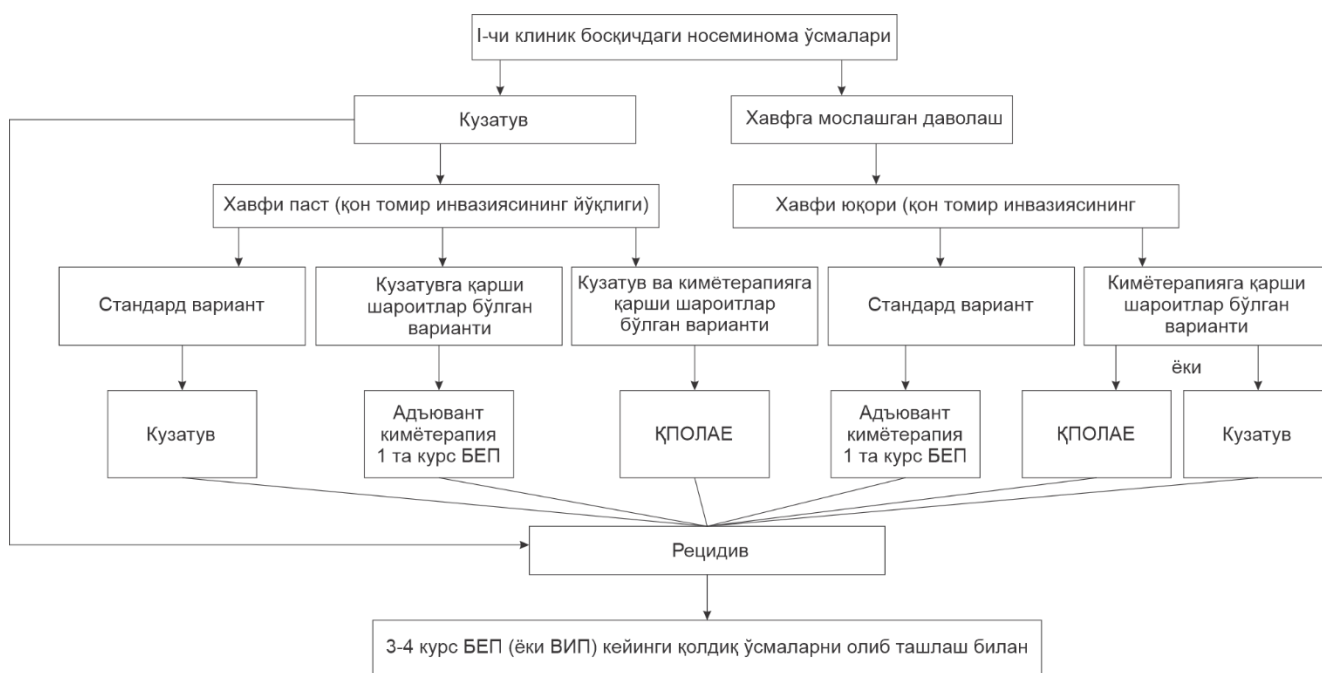 I-чи клиник босқичдаги носеминома ўсмалари
Кузатув
Хавфга мослашган даволаш
Хавфи паст (қон томир инвазиясининг йўқлиги)
Хавфи юқори (қон томир инвазиясининг
Стандард вариант
Кузатувга қарши
шароитлар бўлган
варианти
Кузатув ва кимётерапияга
қарши шароитлар
бўлган варианти
Стандард вариант
Кимётерапияга қарши
шароитлар бўлган
варианти
ёки
Кузатув
Адъювант
кимётерапия
1 та курс БЕП
ҚПОЛАЕ
Адъювант
кимётерапия
1 та курс БЕП
ҚПОЛАЕ
Кузатув
Рецидив
3-4 курс БЕП (ёки ВИП) кейинги қолдиқ ўсмаларни олиб ташлаш билан